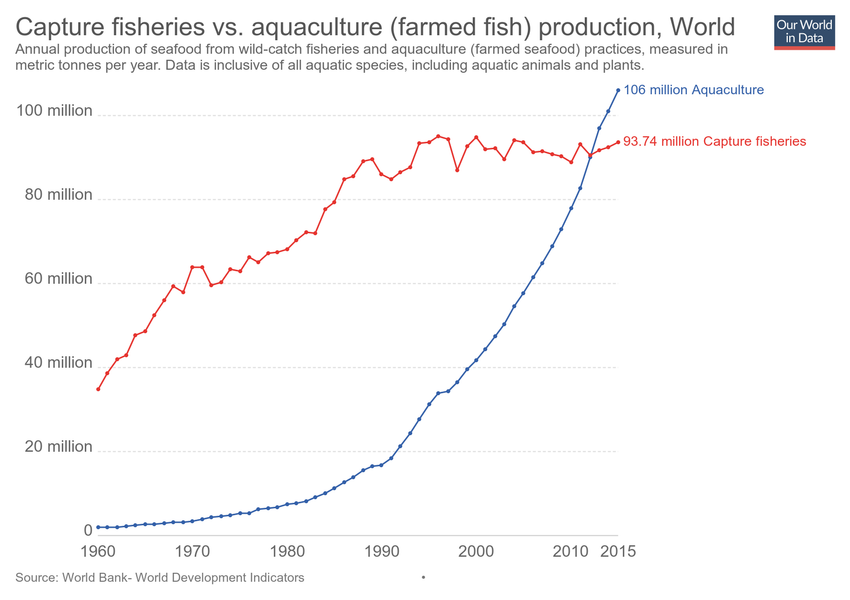 Capture fisheries vs. aquaculture (farmed fish) production, World
Our World
in Data
Annual production of seafood from wild-catch fisheries and aquaculture (farmed seafood) practices, measured in
metric tonnes per year. Data is inclusive of all aquatic species, including aquatic animals and plants.
106 million Aquaculture
100 million
93.74 million Capture fisheries
80 million
60 million
40 million
20 million
0
1960 1970 1980 1990 2000 2010 2015
Source: World Bank- World Development Indicators •